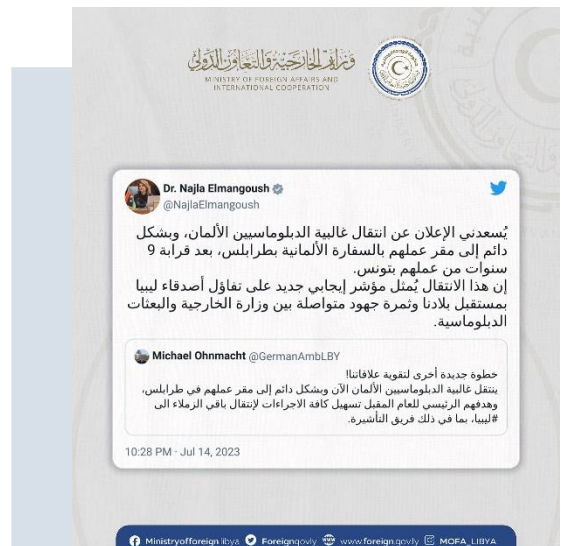 وزارة الخارجية والتعاون الدولي
MINISTRY OF FOREIGN AFFAIRS AND
INTERNATIONAL COOPERATION
Dr. Najla Elmangoush
@NajlaElmangoush
يُسعدني الإعلان عن انتقال غالبية الدبلوماسيين الألمان، وبشكل
دائم إلى مقر عملهم بالسفارة الألمانية بطرابلس، بعد قرابة 9
سنوات من عملهم بتونس.
إن هذا الانتقال يُمثل مؤشر إيجابي جديد على تفاؤل أصدقاء ليبيا
بمستقبل بلادنا وثمرة جهود متواصلة بين وزارة الخارجية والبعثات
الدبلوماسية.
Michael Ohnmacht @GermanAmbLBY
خطوة جديدة أخرى لتقوية علاقاتنا!
ينتقل غالبية الدبلوماسيين الألمان الآن وبشكل دائم إلى مقر عملهم في طرابلس،
وهدفهم الرئيسي للعام المقبل تسهيل كافة الاجراءات لإنتقال باقي الزملاء الى
#ليبيا، بما في ذلك فريق التأشيرة.
10:28 PM · Jul 14, 2023
Ministryofforeign libya Foreigngovly www.foreign.gov.ly MOFA_LIBYA